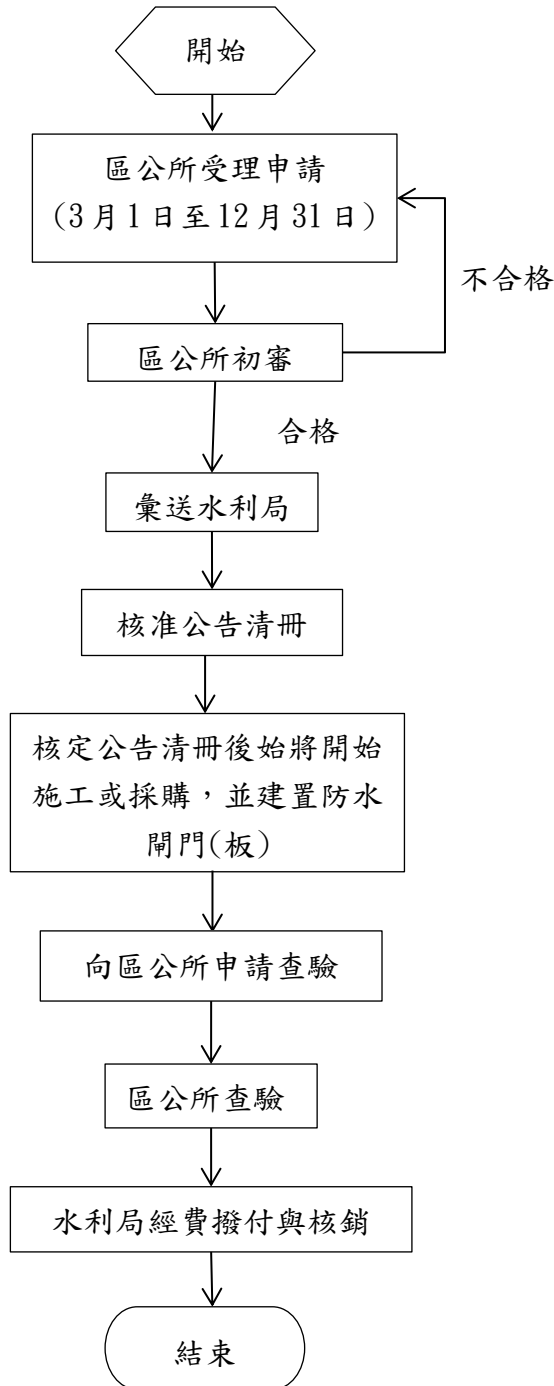 開始
區公所受理申請
(3月1日至12月31日)
不合格
區公所初審
合格
彙送水利局
核准公告清冊
核定公告清冊後始將開始
施工或採購，並建置防水
閘門(板)
向區公所申請查驗
區公所查驗
水利局經費撥付與核銷
結束